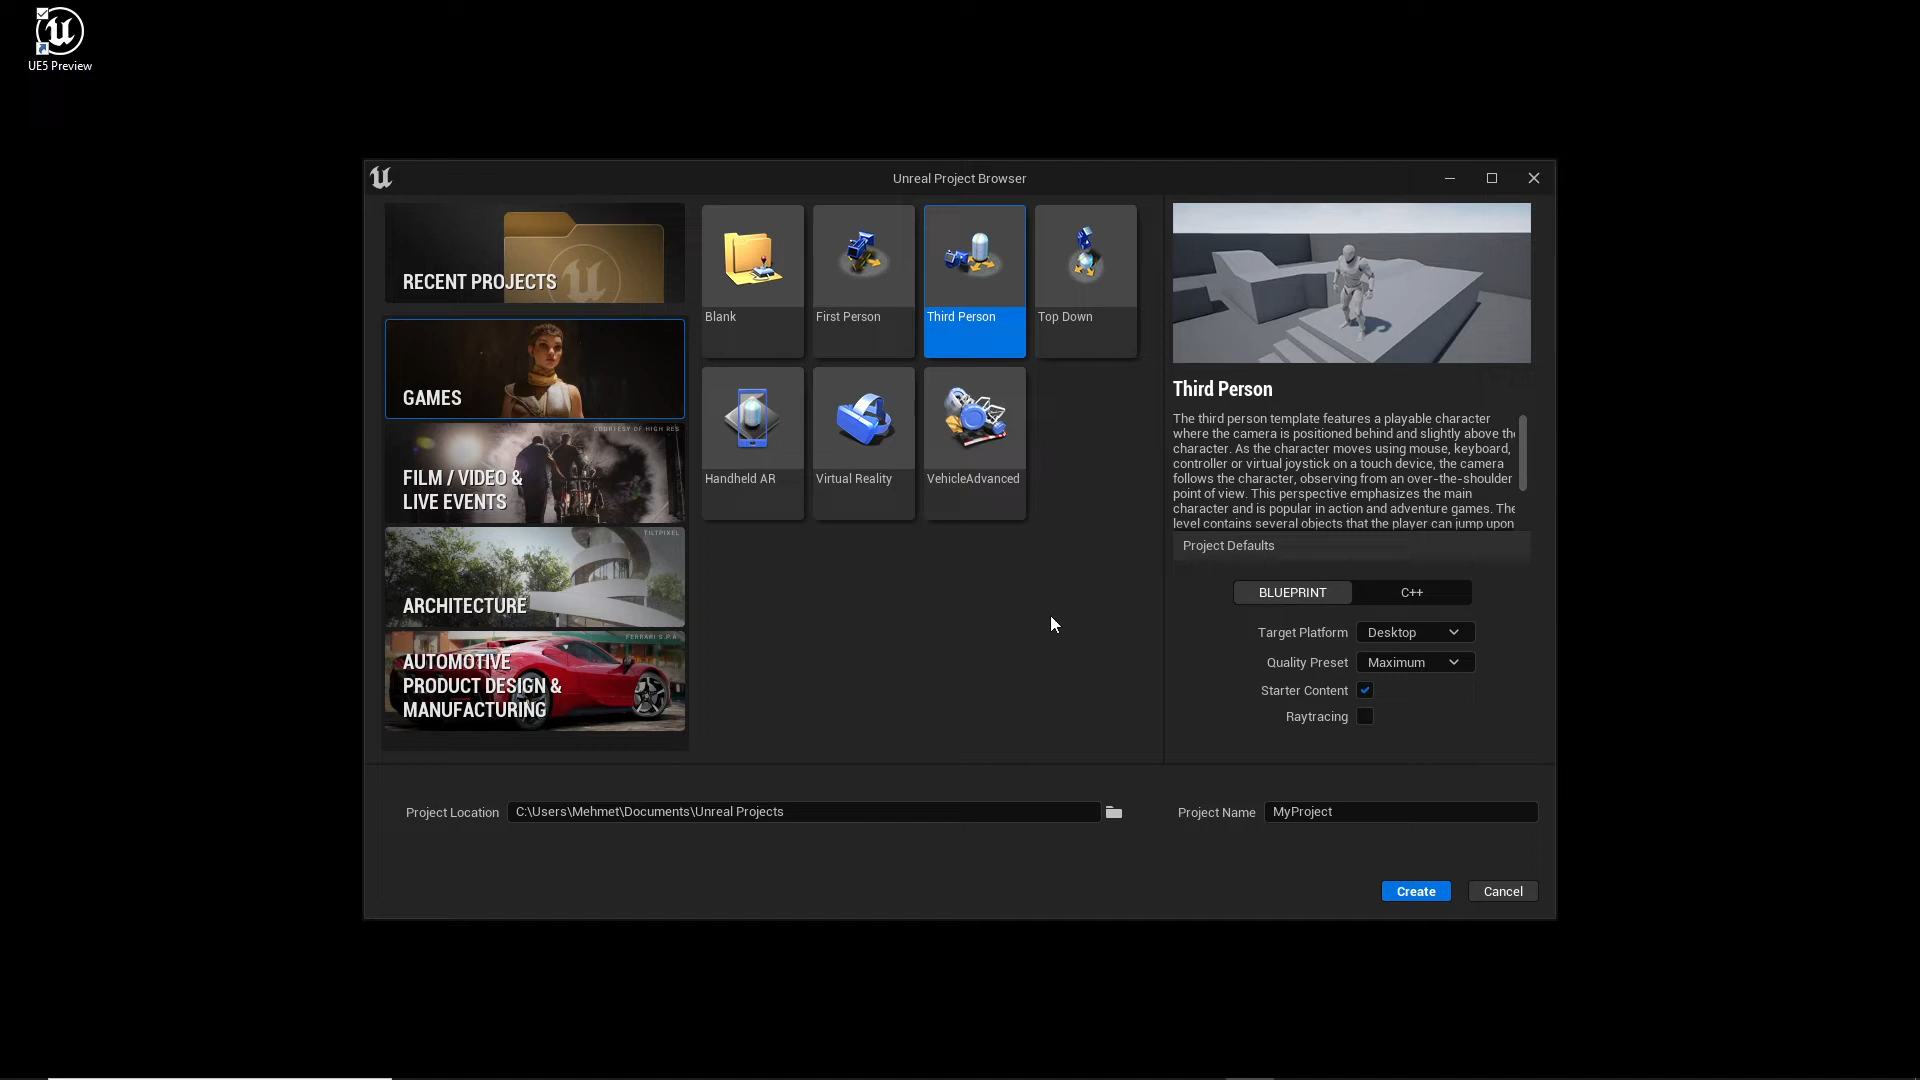 UE5 Preview
Unreal Project Browser
RECENT PROJECTS
GAMES
COURTESY OF HIGH RES
FILM / VIDEO &
LIVE EVENTS
TILTPIXEL
ARCHITECTURE
FERRARI S.P.A
AUTOMOTIVE
PRODUCT DESIGN &
MANUFACTURING
Blank
First Person
Third Person
Top Down
Handheld AR
Virtual Reality
VehicleAdvanced
Third Person
The third person template features a playable character
where the camera is positioned behind and slightly above the
character. As the character moves using mouse, keyboard,
controller or virtual joystick on a touch device, the camera
follows the character, observing from an over-the-shoulder
point of view. This perspective emphasizes the main
character and is popular in action and adventure games. The
level contains several objects that the player can jump upon
Project Defaults
BLUEPRINT
C++
Target Platform
Desktop
Quality Preset
Maximum
Starter Content
Raytracing
Project Location
C:\Users\Mehmet\Documents\Unreal Projects
Project Name
MyProject
Create
Cancel